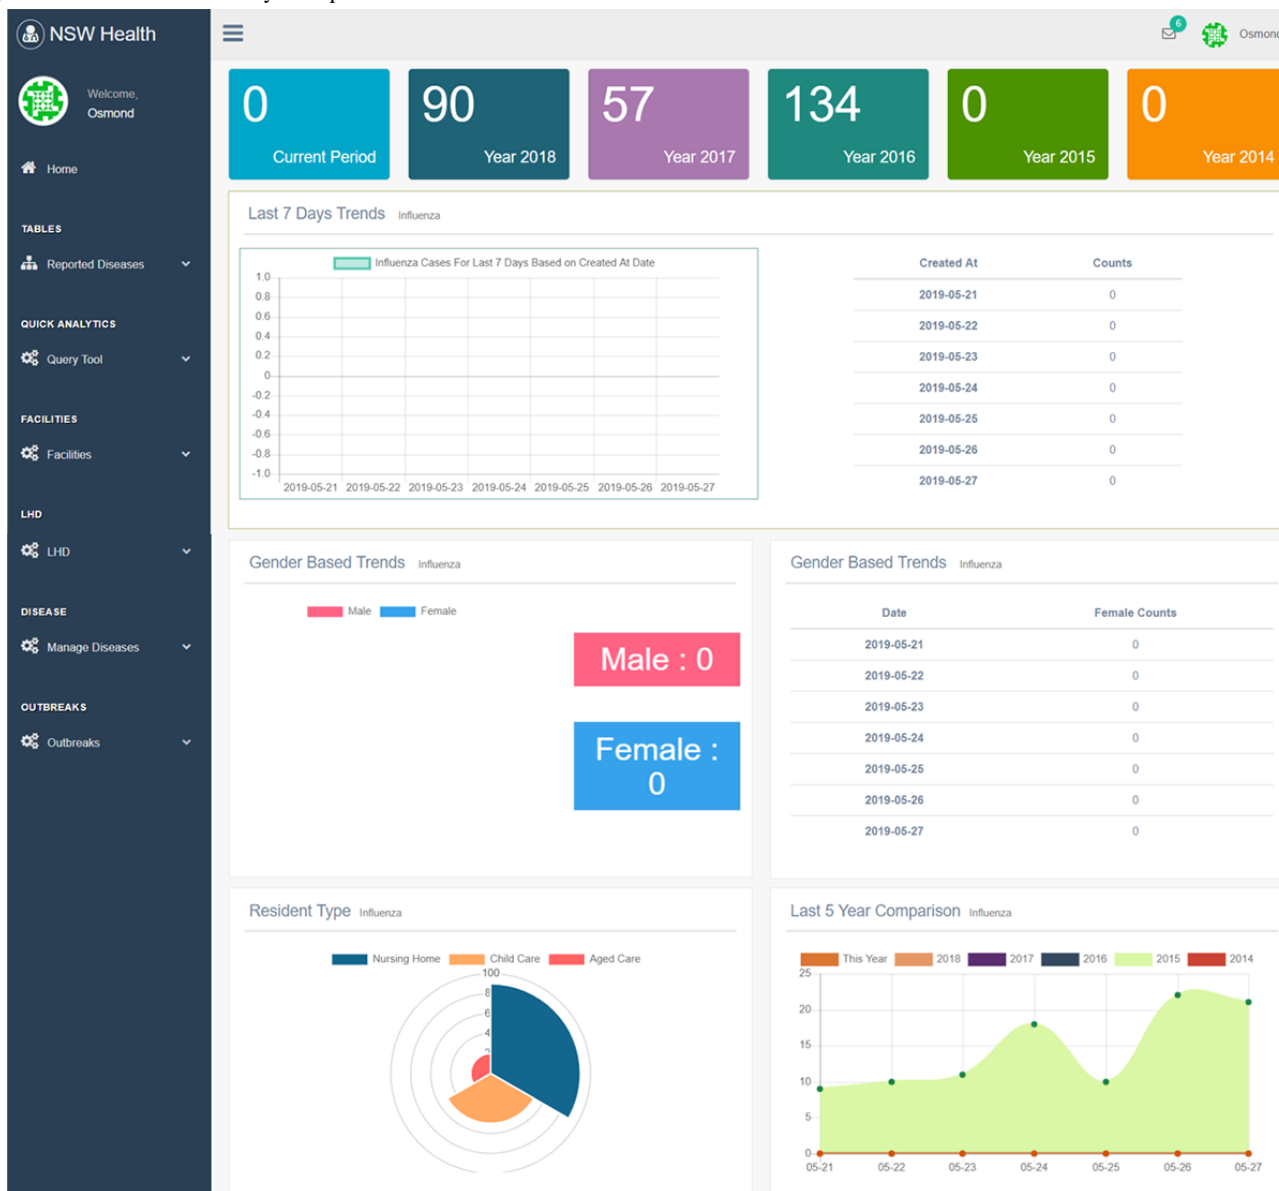 NSW Health
6
Osmond
Welcome,
Osmond
Home
TABLES
Reported Diseases
QUICK ANALYTICS
Query Tool
FACILITIES
Facilities
LHD
LHD
DISEASE
Manage Diseases
OUTBREAKS
Outbreaks
0
Current Period
90
Year 2018
57
Year 2017
134
Year 2016
0
Year 2015
0
Year 2014
Last 7 Days Trends Influenza
Influenza Cases For Last 7 Days Based on Created At Date
1.0
0.8
0.6
0.4
0.2
0
-0.2
-0.4
-0.6
-0.8
-1.0
2019-05-21 2019-05-22 2019-05-23 2019-05-24 2019-05-25 2019-05-26 2019-05-27
Created At Counts
2019-05-21 0
2019-05-22 0
2019-05-23 0
2019-05-24 0
2019-05-25 0
2019-05-26 0
2019-05-27 0
Gender Based Trends Influenza
Male Female
Male : 0
Female :
0
Gender Based Trends Influenza
Date Female Counts
2019-05-21 0
2019-05-22 0
2019-05-23 0
2019-05-24 0
2019-05-25 0
2019-05-26 0
2019-05-27 0
Resident Type Influenza
Nursing Home Child Care Aged Care
100
8
6
4
2
Last 5 Year Comparison Influenza
This Year 2018 2017 2016 2015 2014
25
20
15
10
5
0
05-21 05-22 05-23 05-24 05-25 05-26 05-27